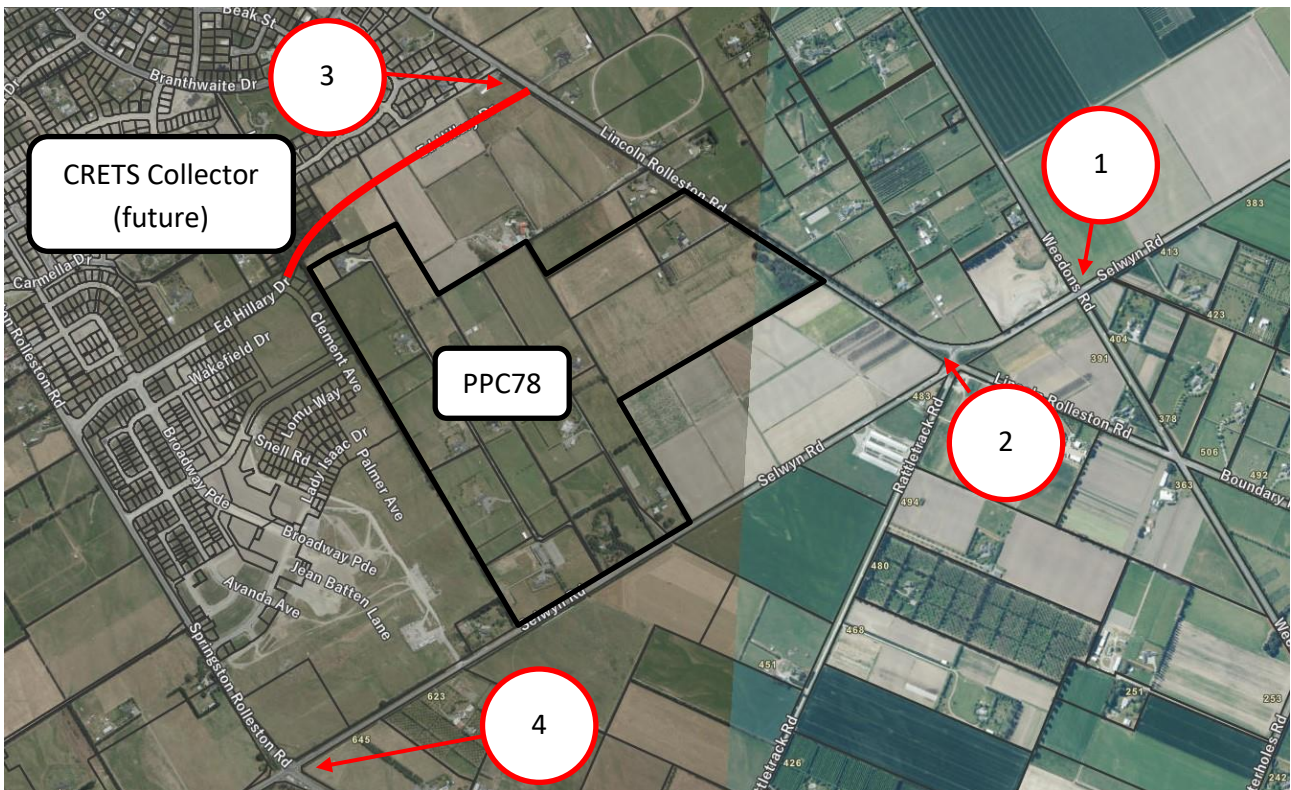 Beak St
Branthwaite Dr
3
CRETS Collector
(future)
Lincoln Rolleston Rd
1
383
Weedons Rd
Selwyn Rd
413
Carmella Dr
Ed Hillary Dr
Clement Ave
423
404
391
Wakefield Dr
PPC78
Lomu Way
Snell Rd
Lady Isaac Dr
Palmer Ave
Broadway Pde
483
Rattletrack Rd
Lincoln Rolleston Rd
378
2
506
492
Boundary
363
Selwyn Rd
494
Broadway Pde
Jean Batten Lane
Avanda Ave
480
Selwyn Rd
Springston Rolleston Rd
468
451
623
251
253
4
645
426
242